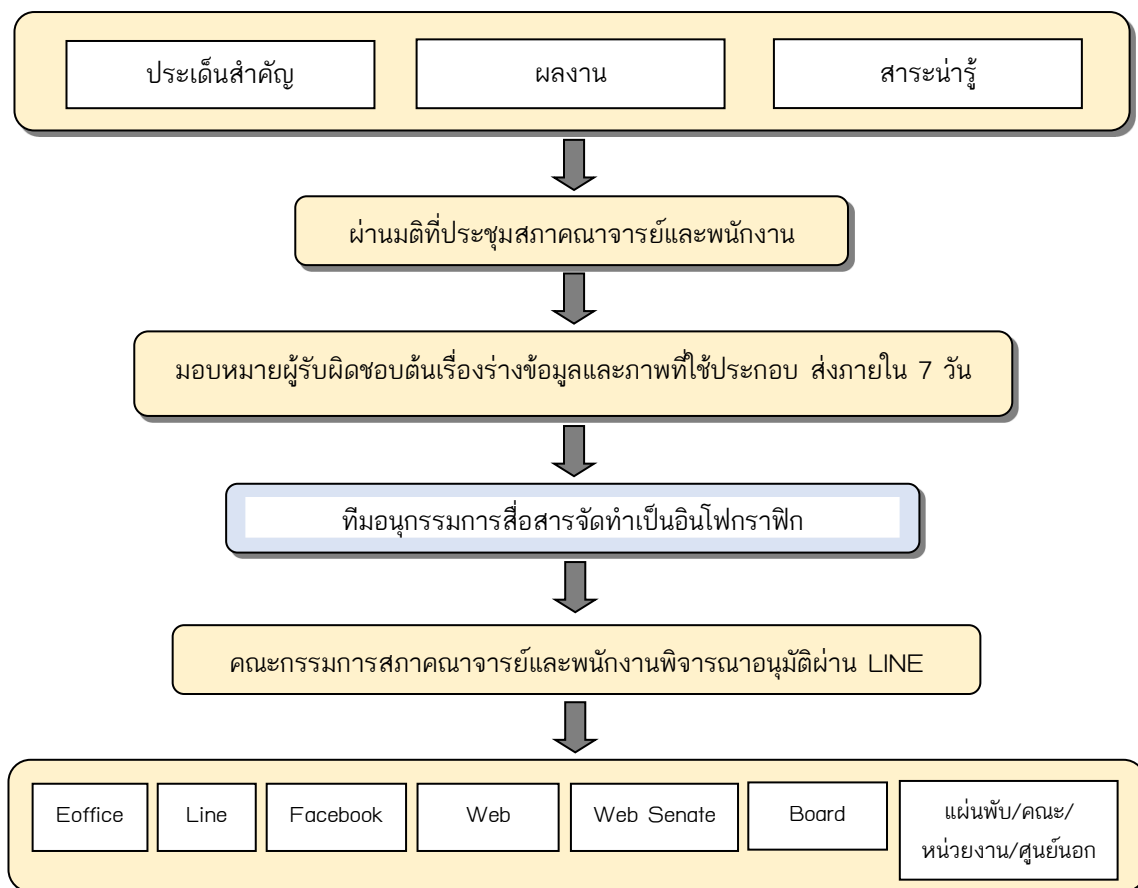 ประเด็นสำคัญ
ผลงาน
สาระน่ารู้
ผ่านมติที่ประชุมสภาคณาจารย์และพนักงาน
มอบหมายผู้รับผิดชอบต้นเรื่องร่างข้อมูลและภาพที่ใช้ประกอบ ส่งภายใน 7 วัน
ทีมอนุกรรมการสื่อสารจัดทำเป็นอินโฟกราฟิก
คณะกรรมการสภาคณาจารย์และพนักงานพิจารณาอนุมัติผ่าน LINE
Eoffice
Line
Facebook
Web
Web Senate
Board
แผ่นพับ/คณะ/
หน่วยงาน/ศูนย์นอก